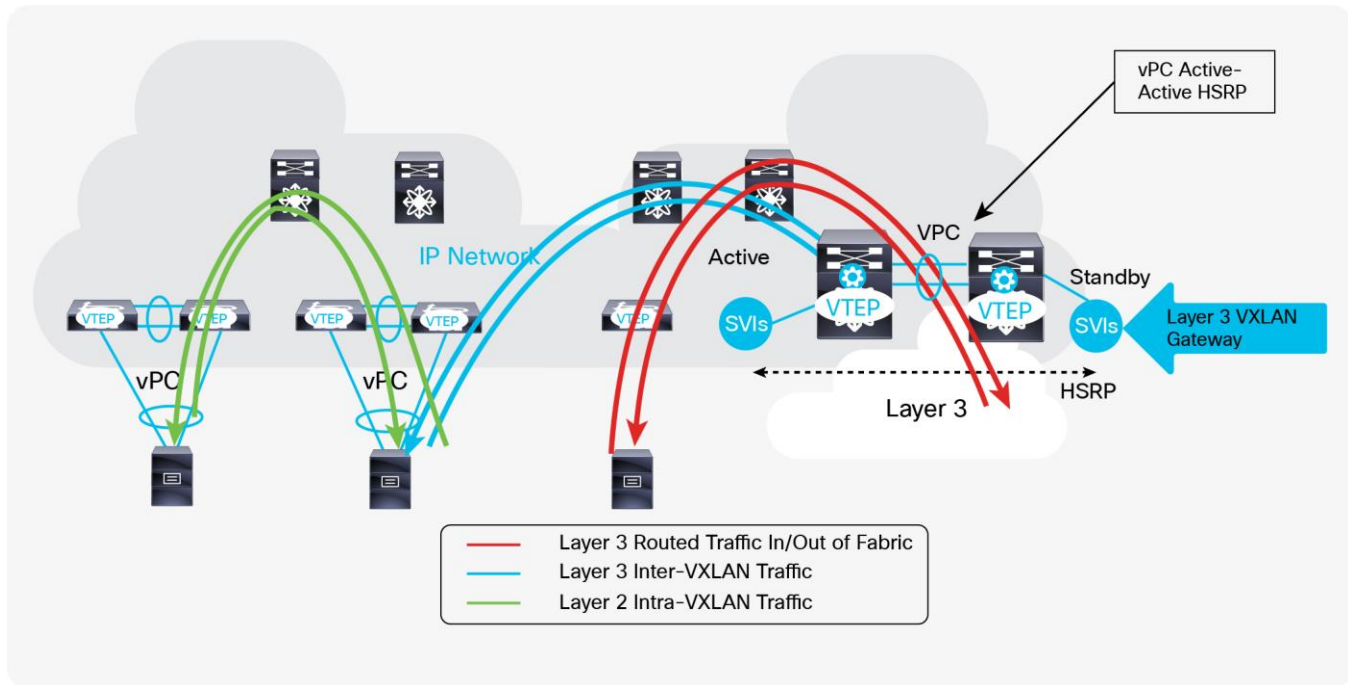 vPC Active-
Active HSRP
IP Network
Active
VPC
Standby
VTEP
VTEP
VTEP
VTEP
VTEP
SVIs
VTEP
VTEP
SVIs
Layer 3 VXLAN
Gateway
vPC
vPC
HSRP
Layer 3
Layer 3 Routed Traffic In/Out of Fabric
Layer 3 Inter-VXLAN Traffic
Layer 2 Intra-VXLAN Traffic